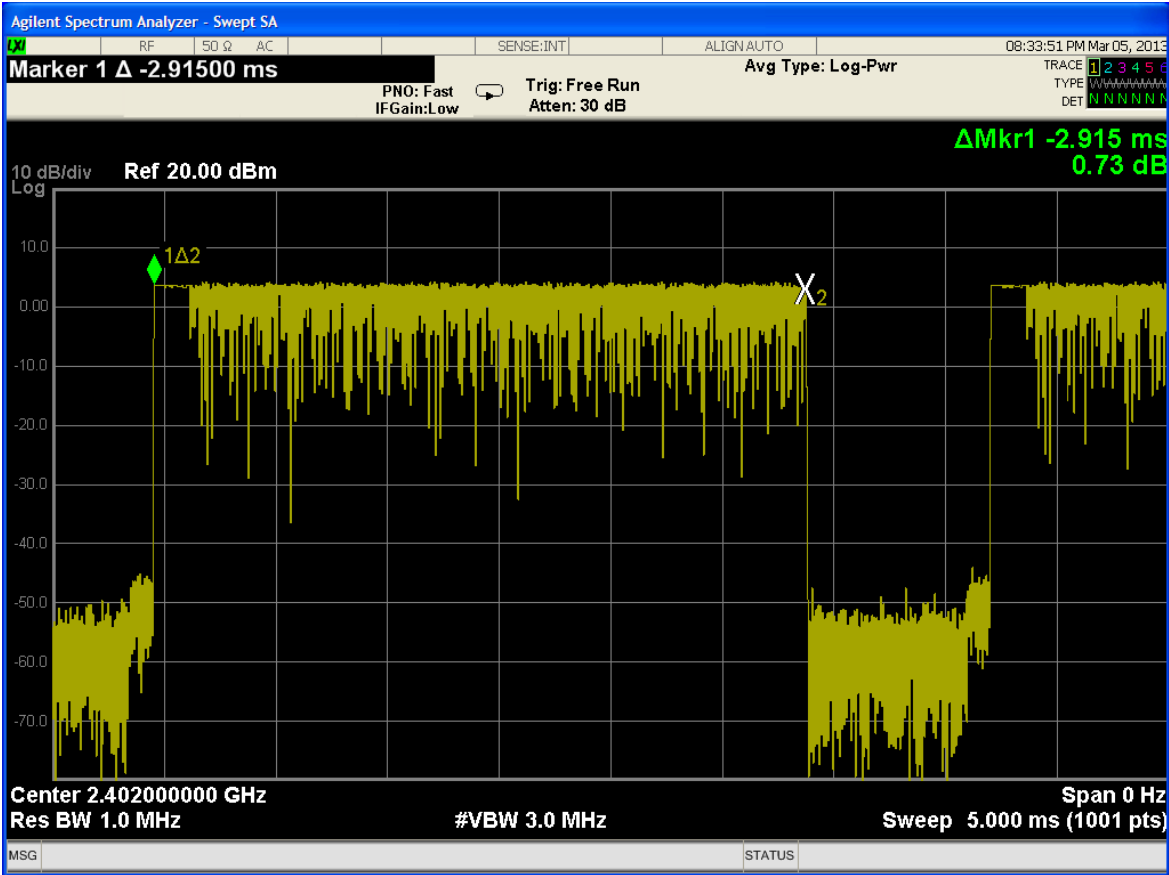 Agilent Spectrum Analyzer - Swept SA
LXI RF 50 Ω AC SENSE:INT ALIGN AUTO 08:33:51 PM Mar 05, 2013
Marker 1 Δ -2.91500 ms
PNO: Fast
IFGain:Low
Trig: Free Run
Atten: 30 dB
Avg Type: Log-Pwr
TRACE 1 2 3 4 5 6
TYPE
DET N N N N N N
ΔMkr1 -2.915 ms
0.73 dB
10 dB/div
Log
Ref 20.00 dBm
10.0
0.00
-10.0
-20.0
-30.0
-40.0
-50.0
-60.0
-70.0
1Δ2
X2
Center 2.402000000 GHz
Res BW 1.0 MHz
#VBW 3.0 MHz
Span 0 Hz
Sweep 5.000 ms (1001 pts)
MSG
STATUS